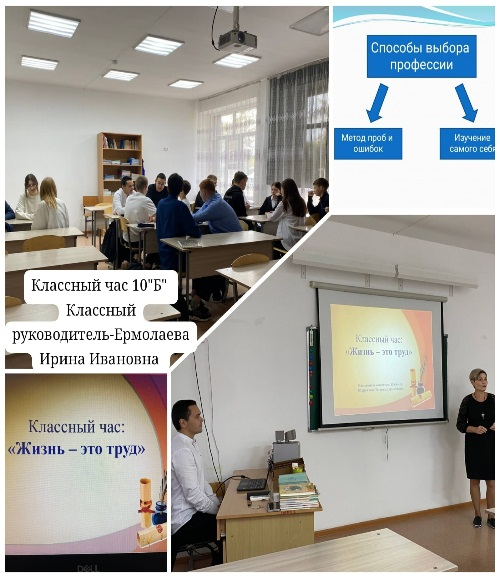 Способы выбора
профессии
Метод проб и
ошибок
Изучение
самого себя
Классный час 10"Б"
Классный
руководитель-Ермолаева
Ирина Ивановна
Классный час:
«Жизнь – это труд»
Классный час:
«Жизнь – это труд»
DELL